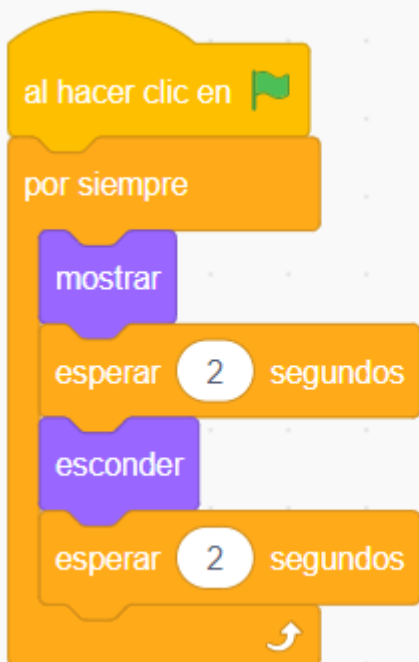 al hacer clic en
por siempre
mostrar
esperar 2 segundos
esconder
esperar 2 segundos